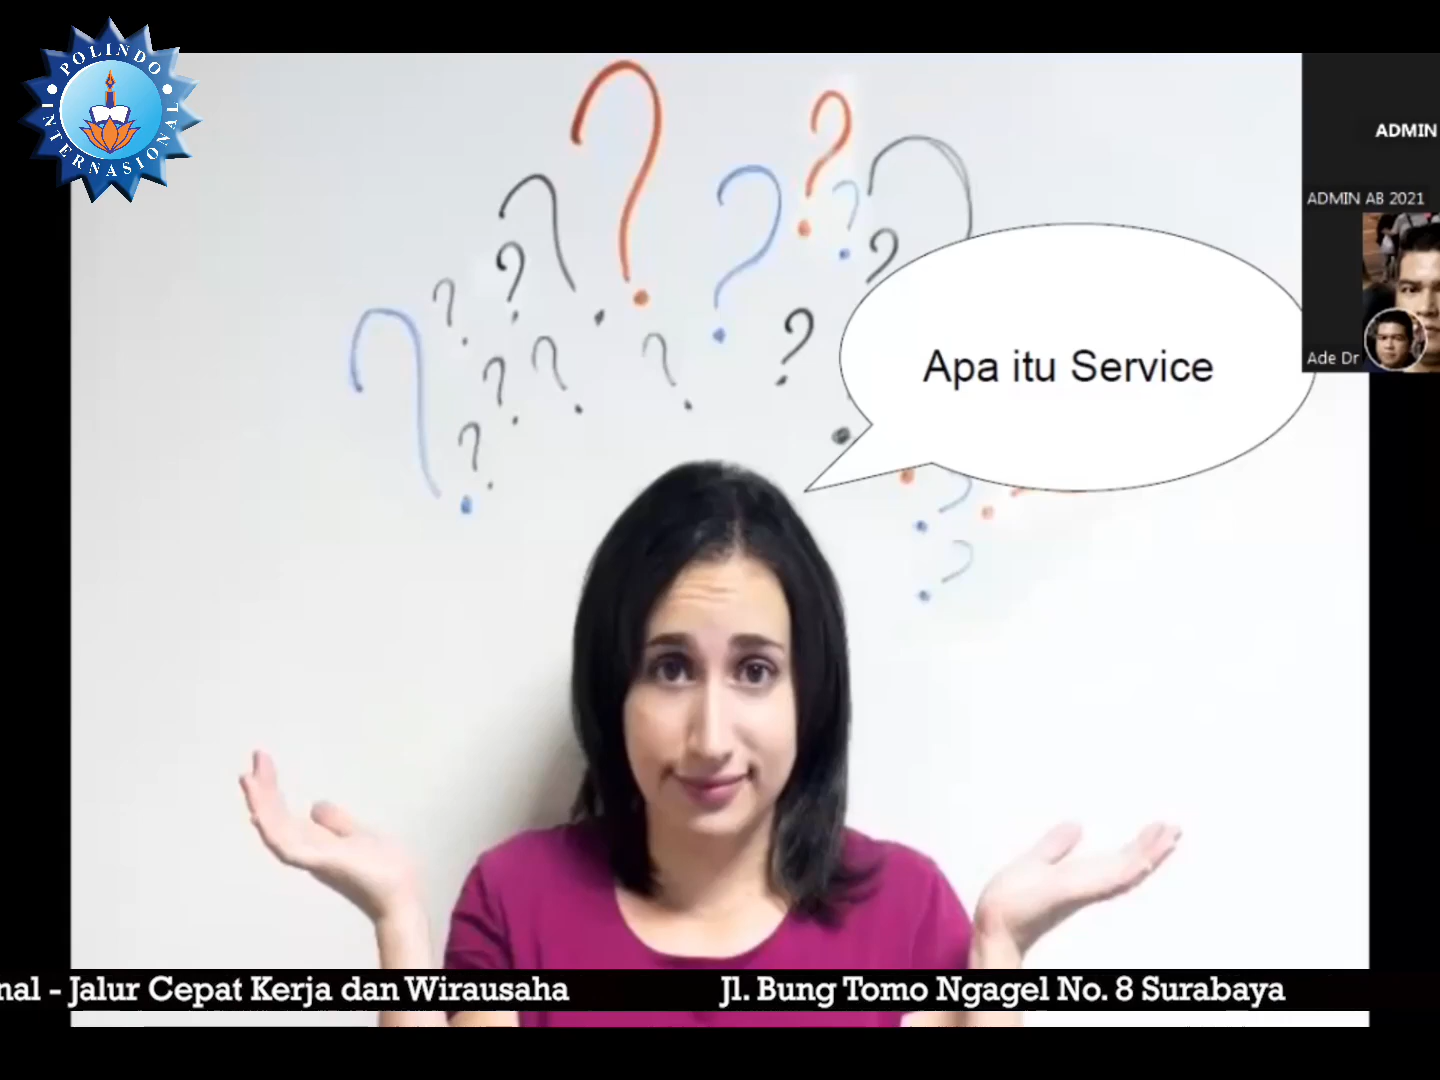 POLINDO
INTERNASIONAL
ADMIN
ADMIN AB 2021
Apa itu Service
Ade Dr
nal - Jalur Cepat Kerja dan Wirausaha Jl. Bung Tomo Ngagel No. 8 Surabaya